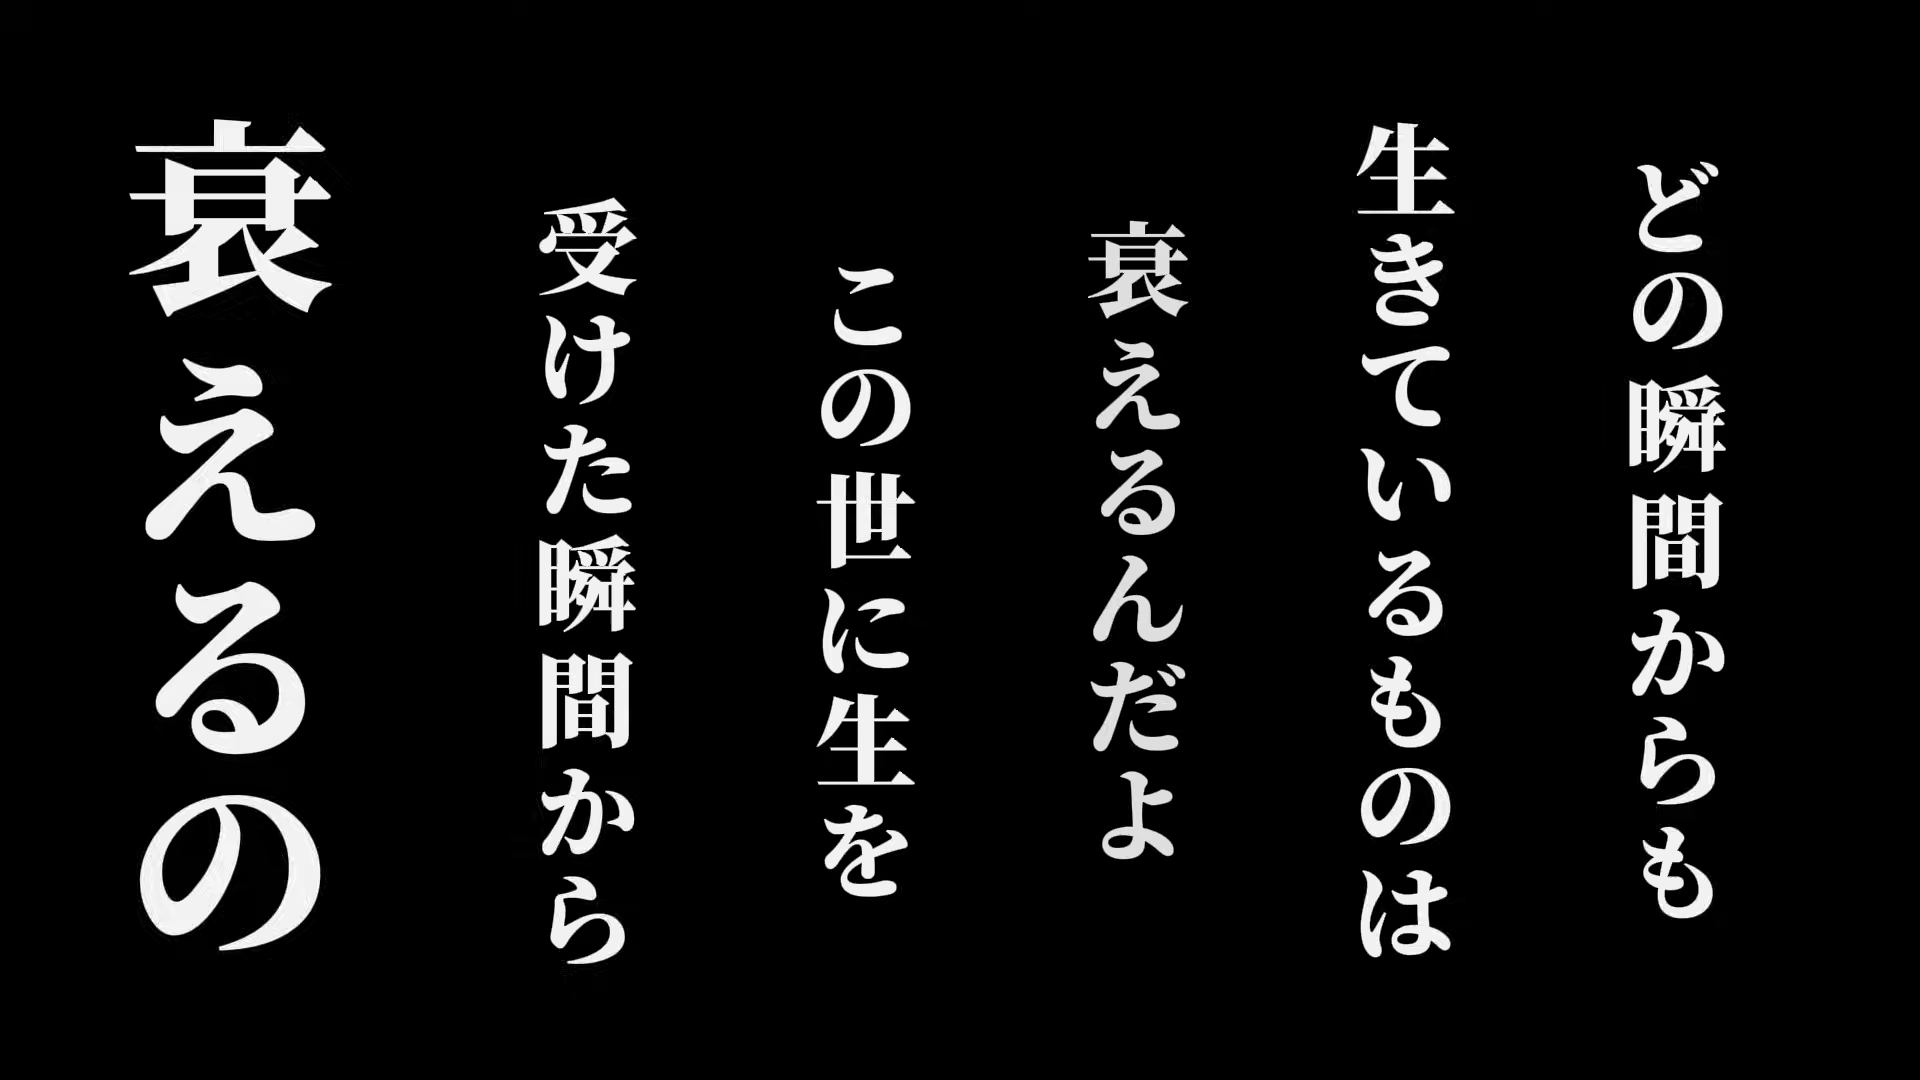 どの瞬間からも
生きているものは
衰えるんだよ
この世に生を
受けた瞬間から
衰えるの